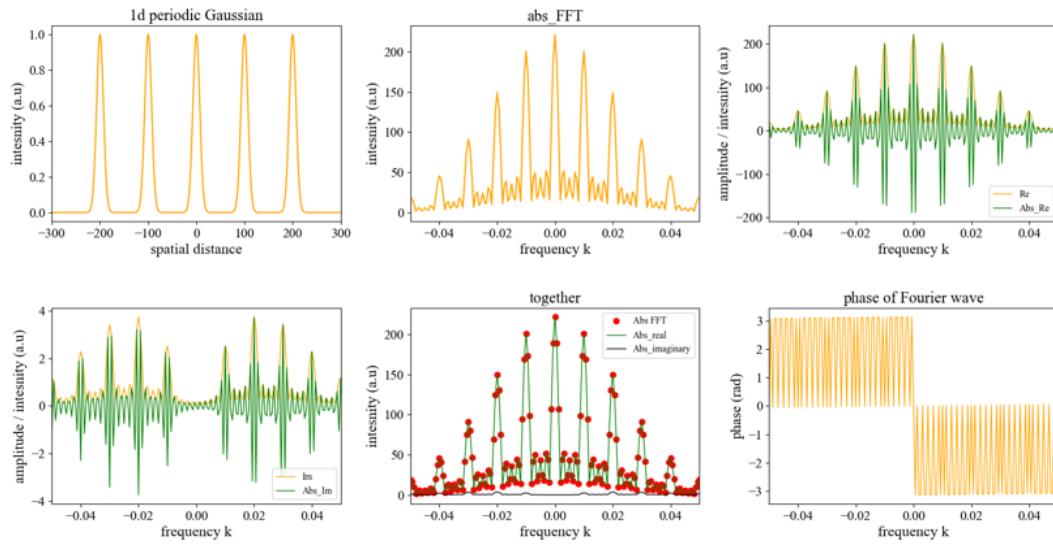 1d periodic Gaussian
intesnity (a.u)
1.0
0.8
0.6
0.4
0.2
0.0
−300 −200 −100 0 100 200 300
spatial distance
abs_FFT
intesnity (a.u)
200
150
100
50
0
−0.04 −0.02 0.00 0.02 0.04
frequency k
amplitude / intesnity (a.u)
200
100
0
−100
−200
Re
Abs_Re
−0.04 −0.02 0.00 0.02 0.04
frequency k
amplitude / intesnity (a.u)
4
2
0
−2
−4
Im
Abs_Im
−0.04 −0.02 0.00 0.02 0.04
frequency k
together
intesnity (a.u)
200
150
100
50
0
Abs FFT
Abs_real
Abs_imaginary
−0.04 −0.02 0.00 0.02 0.04
frequency k
phase of Fourier wave
phase (rad)
3
2
1
0
−1
−2
−3
−0.04 −0.02 0.00 0.02 0.04
frequency k